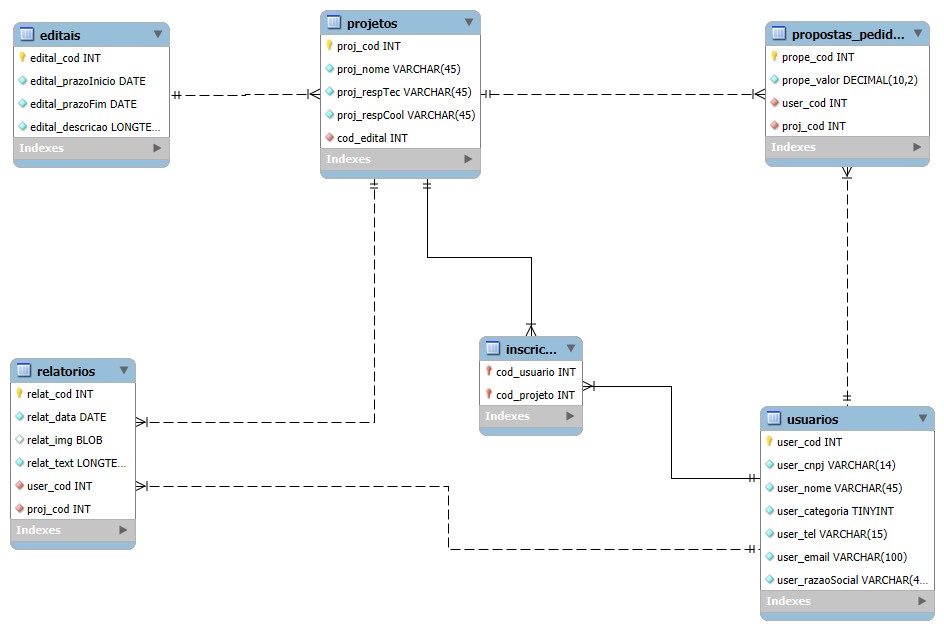 editais
edital_cod INT
edital_prazoInicio DATE
edital_prazoFim DATE
edital_descricao LONGTE...
Indexes
projetos
proj_cod INT
proj_nome VARCHAR(45)
proj_respTec VARCHAR(45)
proj_respCool VARCHAR(45)
cod_edital INT
Indexes
propostas_pedid...
prope_cod INT
prope_valor DECIMAL(10,2)
user_cod INT
proj_cod INT
Indexes
relatorios
relat_cod INT
relat_data DATE
relat_img BLOB
relat_text LONGTE...
user_cod INT
proj_cod INT
Indexes
inscric...
cod_usuario INT
cod_projeto INT
Indexes
usuarios
user_cod INT
user_cnpj VARCHAR(14)
user_nome VARCHAR(45)
user_categoria TINYINT
user_tel VARCHAR(15)
user_email VARCHAR(100)
user_razaoSocial VARCHAR(4...
Indexes